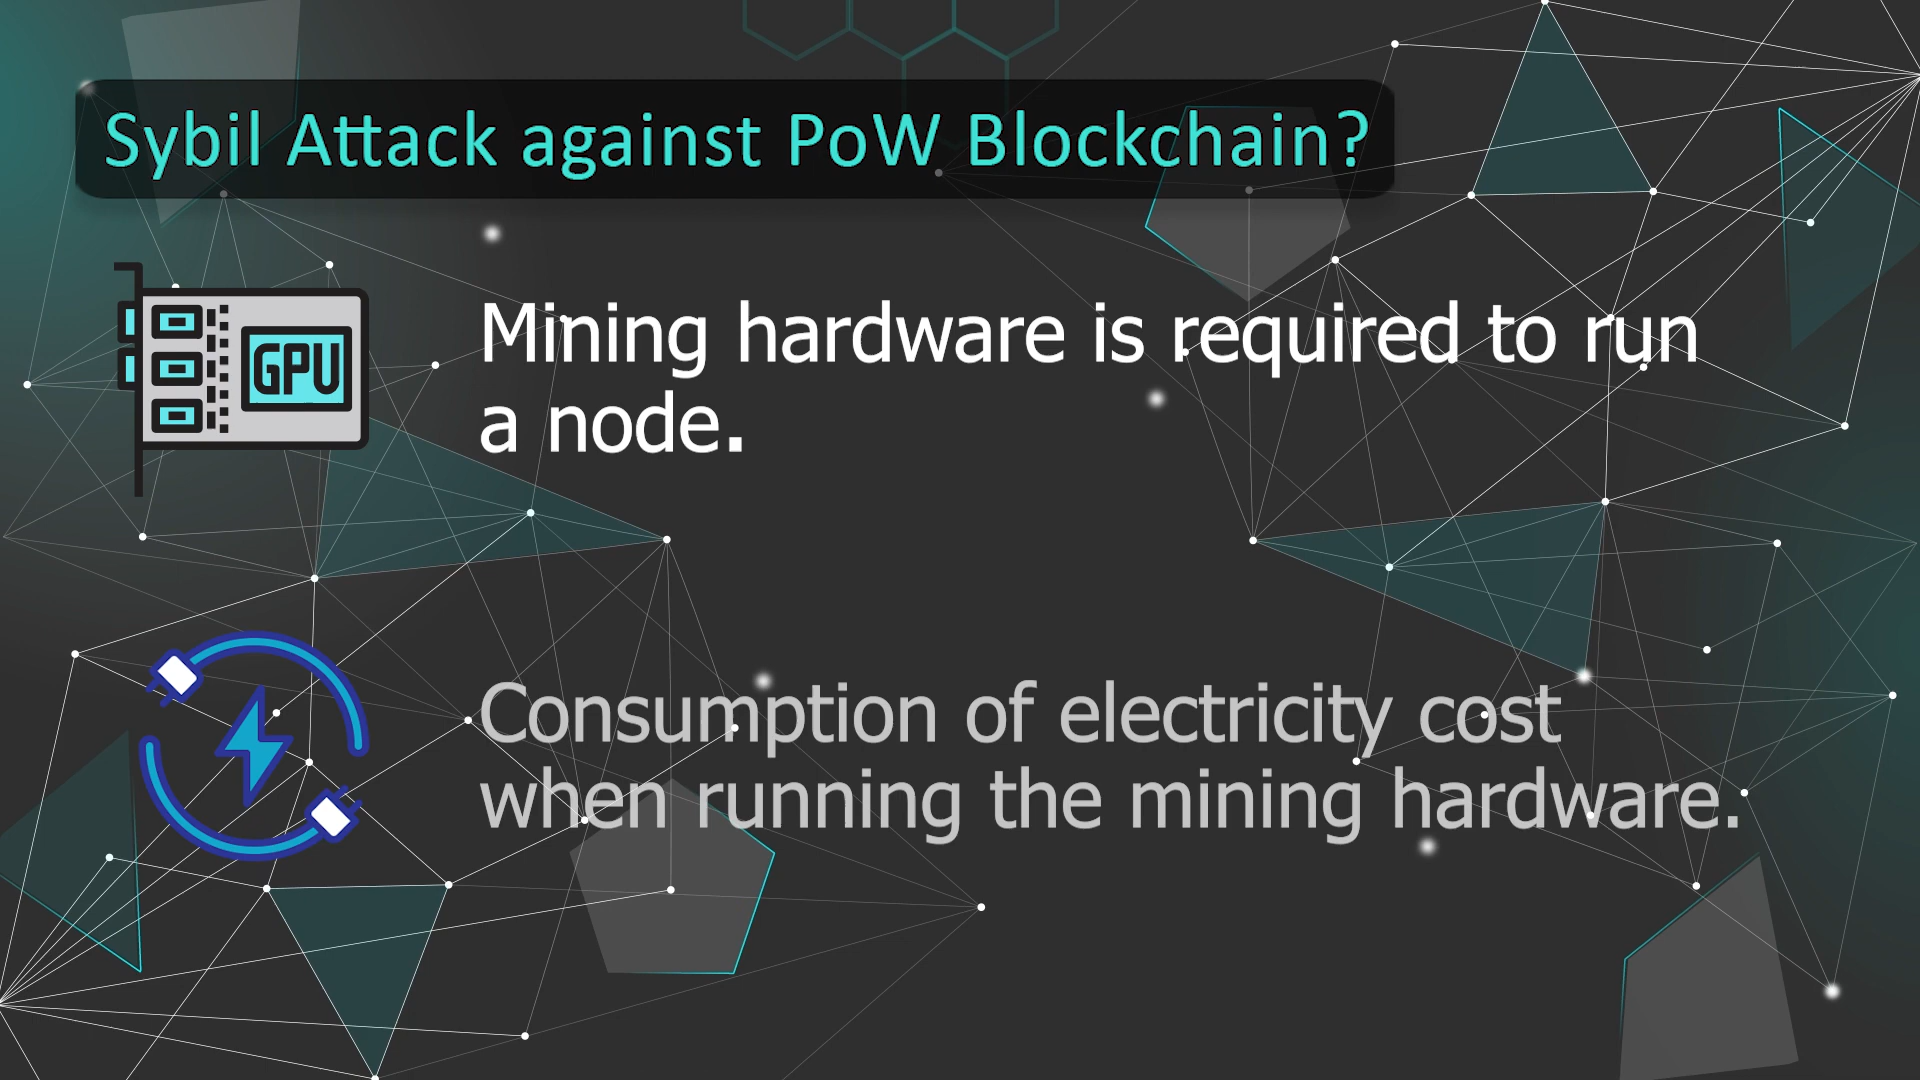 Sybil Attack against PoW Blockchain?
GPU
Mining hardware is required to run
a node.
Consumption of electricity cost
when running the mining hardware.